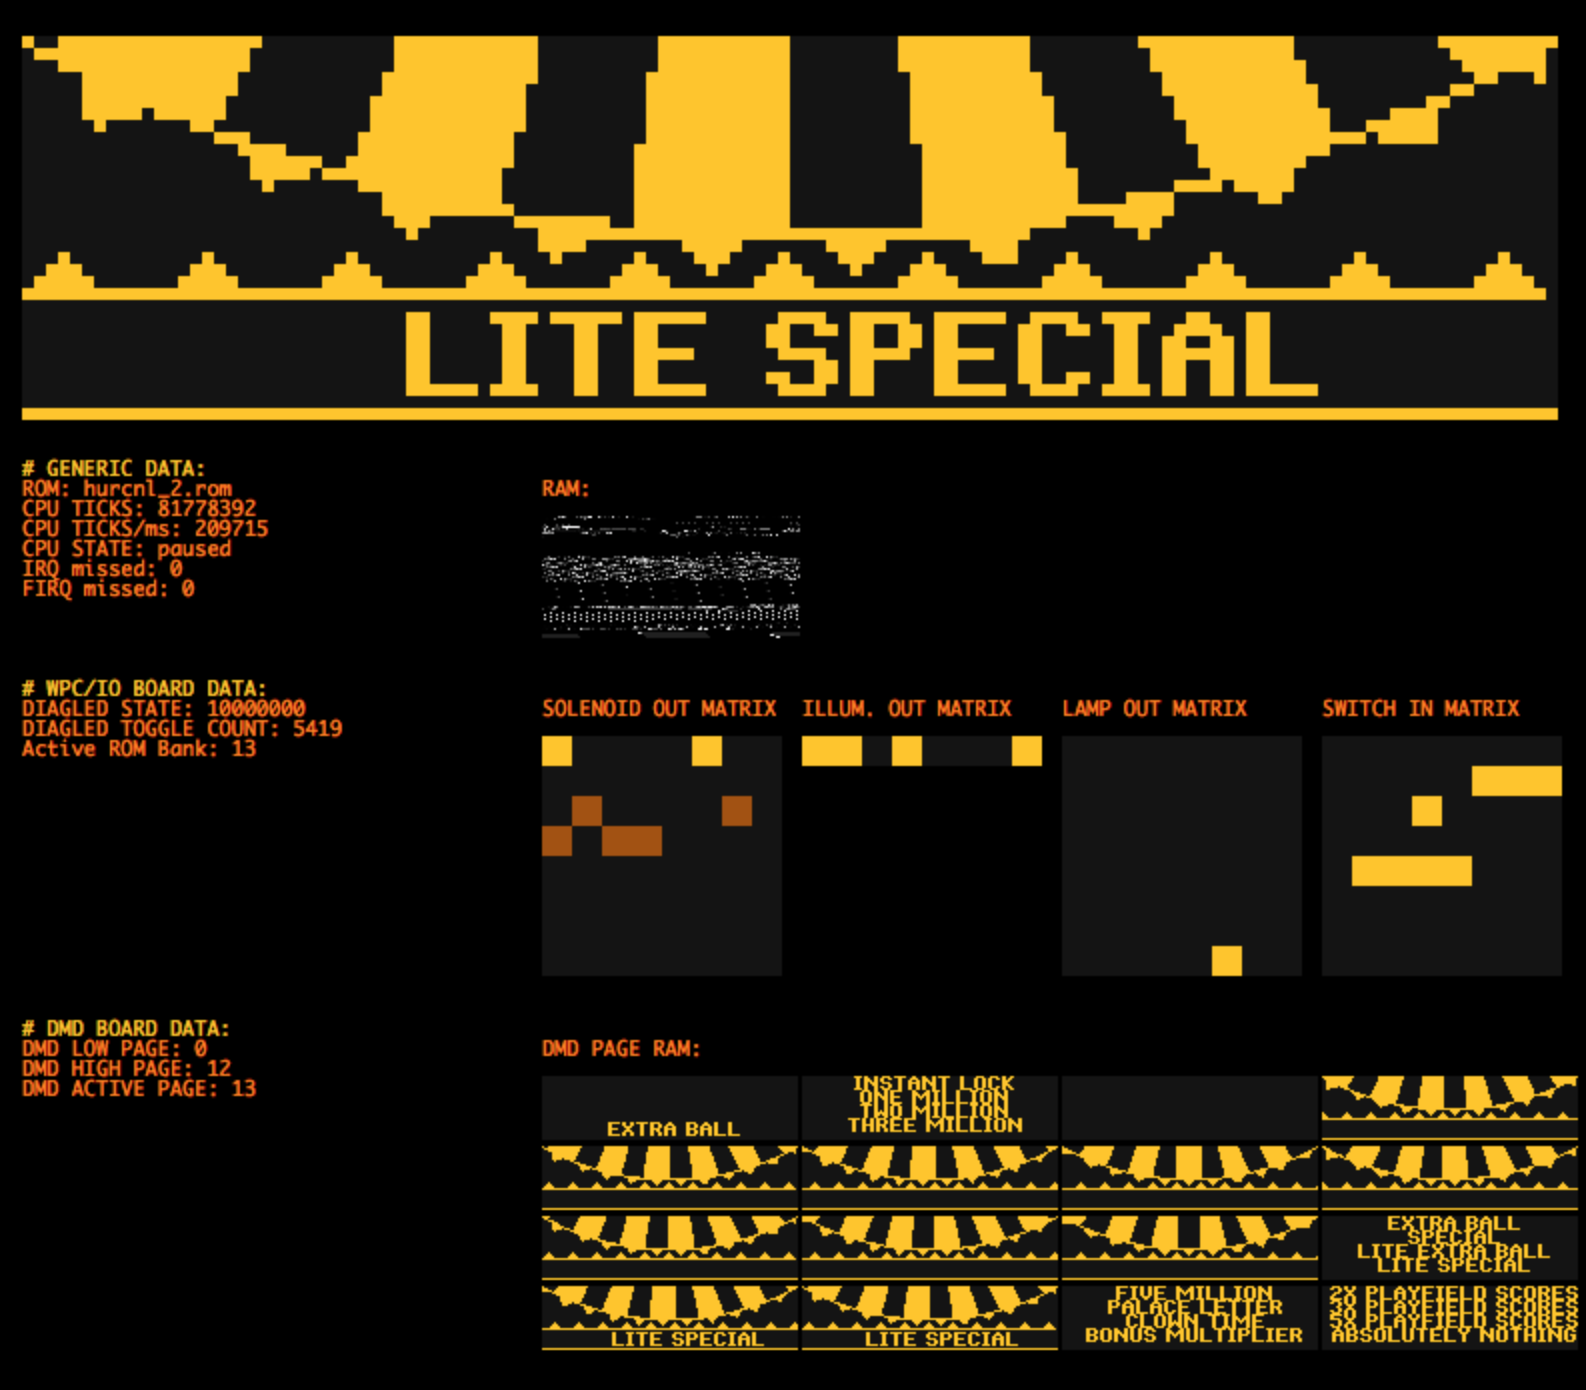 LITE SPECIAL
# GENERIC DATA:
ROM: hurcnl_2.rom
CPU TICKS: 81778392
CPU TICKS/ms: 209715
CPU STATE: paused
IRQ missed: 0
FIRQ missed: 0
RAM:
# WPC/IO BOARD DATA:
DIAGLED STATE: 10000000
DIAGLED TOGGLE COUNT: 5419
Active ROM Bank: 13
SOLENOID OUT MATRIX
ILLUM. OUT MATRIX
LAMP OUT MATRIX
SWITCH IN MATRIX
# DMD BOARD DATA:
DMD LOW PAGE: 0
DMD HIGH PAGE: 12
DMD ACTIVE PAGE: 13
DMD PAGE RAM:
EXTRA BALL
INSTANT LOCK
ONE MILLION
TWO MILLION
THREE MILLION
EXTRA BALL
SPECIAL
LITE EXTRA BALL
LITE SPECIAL
LITE SPECIAL
LITE SPECIAL
FIVE MILLION
PALACE LETTER
CLOWN TIME
BONUS MULTIPLIER
2X PLAYFIELD SCORES
3X PLAYFIELD SCORES
5X PLAYFIELD SCORES
ABSOLUTELY NOTHING